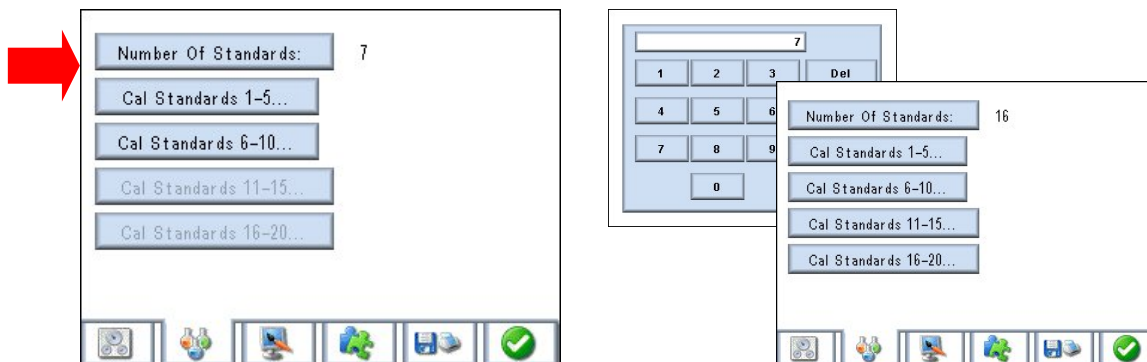 Number Of Standards: 7
Cal Standards 1-5...
Cal Standards 6-10...
Cal Standards 11-15...
Cal Standards 16-20...
7
1 2 3 Del
4 5 6
7 8 9
0
Number Of Standards: 16
Cal Standards 1-5...
Cal Standards 6-10...
Cal Standards 11-15...
Cal Standards 16-20...